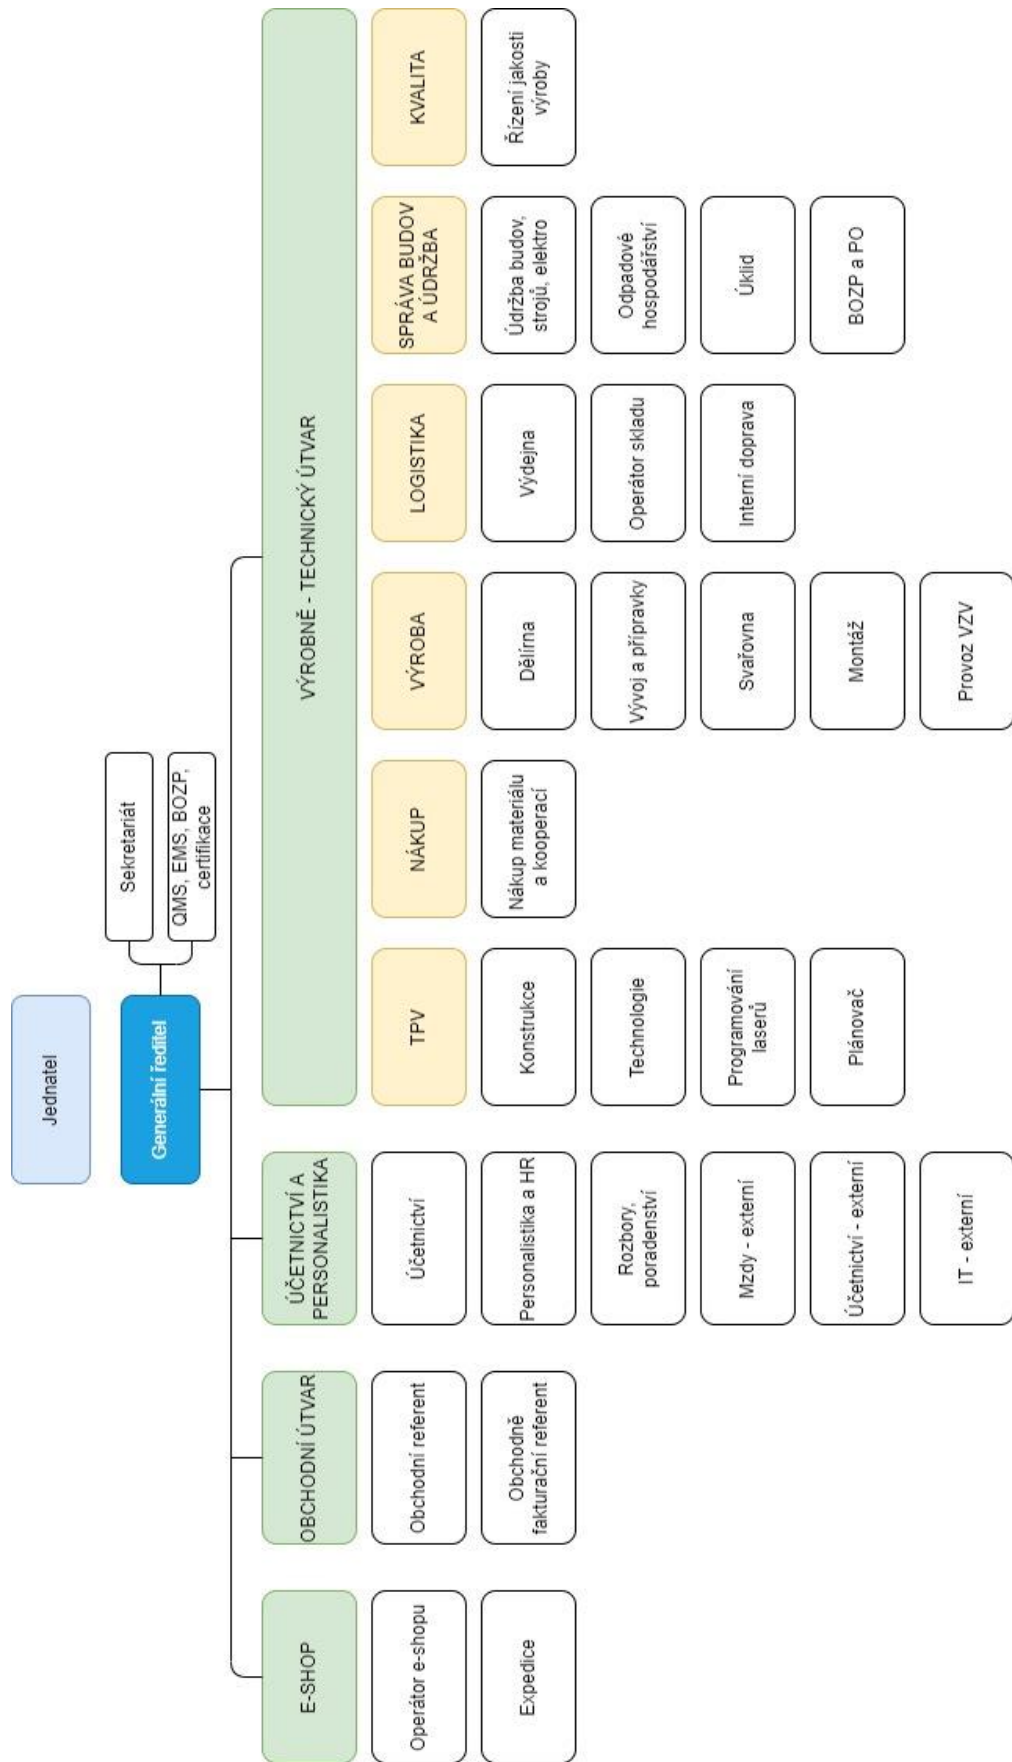 Jednatel
Generální ředitel
Sekretariát
QMS, EMS, BOZP,
certifikace
E-SHOP
Operátor e-shopu
Expedice
OBCHODNÍ ÚTVAR
Obchodní referent
Obchodně
fakturační referent
ÚČETNICTVÍ A
PERSONALISTIKA
Účetnictví
Personalistika a HR
Rozbory,
poradenství
Mzdy - externí
Účetnictví - externí
IT - externí
VÝROBNĚ - TECHNICKÝ ÚTVAR
TPV
Konstrukce
Technologie
Programování
laserů
Plánovač
NÁKUP
Nákup materiálu
a kooperací
VÝROBA
Dělírna
Vývoj a přípravky
Svařovna
Montáž
Provoz VZV
LOGISTIKA
Výdejna
Operátor skladu
Interní doprava
SPRÁVA BUDOV
A ÚDRŽBA
Údržba budov,
strojů, elektro
Odpadové
hospodářství
Úklid
BOZP a PO
KVALITA
Řízení jakosti
výroby